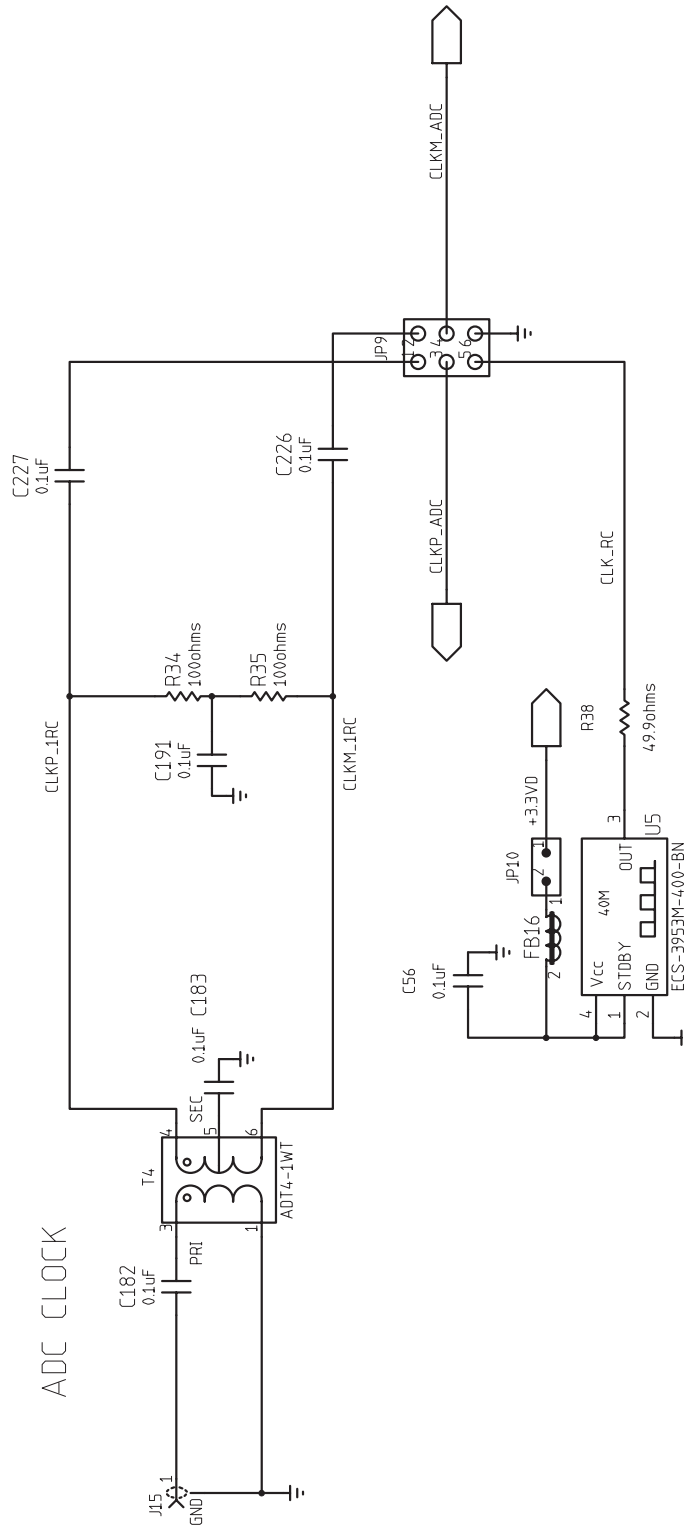 ADC CLOCK
J15
1
GND
C182
0.1uF
PRI
3
1
T4
ADT4-1WT
4
5
6
SEC
0.1uF C183
CLKP_1RC
CLKM_1RC
R34
100ohms
R35
100ohms
C191
0.1uF
C227
0.1uF
C226
0.1uF
JP9
1 2
3 4
5 6
CLKM_ADC
CLKP_ADC
CLK_RC
R38
49.9ohms
+3.3VD
JP10
2 1
FB16
2 1
C56
0.1uF
4
1
2
Vcc
STDBY
GND
40M
OUT
3
U5
ECS-3953M-400-BN